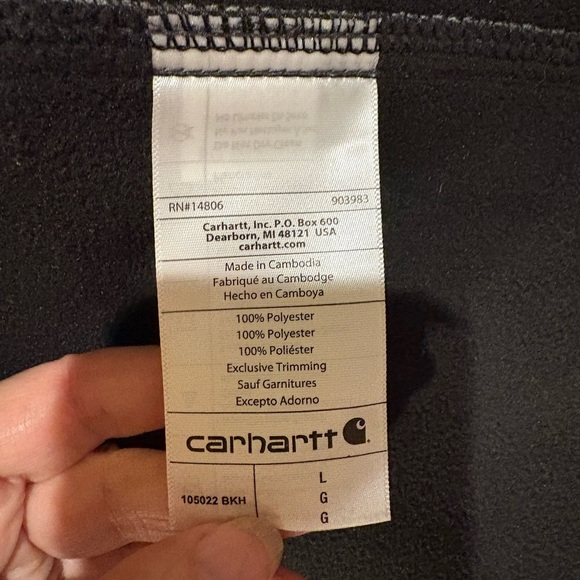 RN#14806 903983
Carhartt, Inc. P.O. Box 600
Dearborn, MI 48121 USA
carhartt.com
Made in Cambodia
Fabriqué au Cambodge
Hecho en Camboya
100% Polyester
100% Polyester
100% Poliéster
Exclusive Trimming
Sauf Garnitures
Excepto Adorno
carhartt
105022 BKH
L
G
G